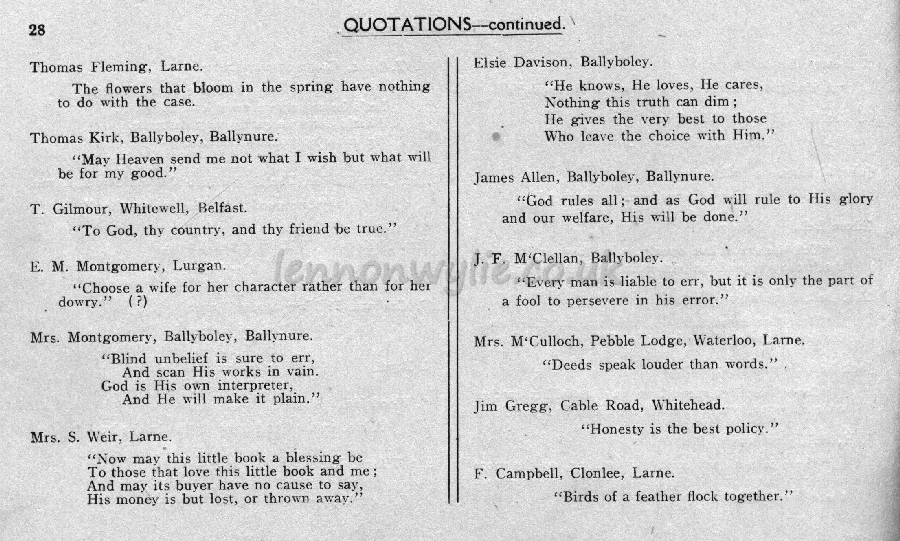 28
QUOTATIONS—continued.
Thomas Fleming, Larne.
The flowers that bloom in the spring have nothing
to do with the case.
Thomas Kirk, Ballyboley, Ballynure.
"May Heaven send me not what I wish but what will
be for my good."
T. Gilmour, Whitewell, Belfast.
"To God, thy country, and thy friend be true."
E. M. Montgomery, Lurgan.
"Choose a wife for her character rather than for her
dowry." (?)
Mrs. Montgomery, Ballyboley, Ballynure.
"Blind unbelief is sure to err,
And scan His works in vain.
God is His own interpreter,
And He will make it plain."
Mrs. S. Weir, Larne.
"Now may this little book a blessing be
To those that love this little book and me;
And may its buyer have no cause to say,
His money is but lost, or thrown away."
Elsie Davison, Ballyboley.
"He knows, He loves, He cares,
Nothing this truth can dim;
He gives the very best to those
Who leave the choice with Him."
James Allen, Ballyboley, Ballynure.
"God rules all; and as God will rule to His glory
and our welfare, His will be done."
J. F. M'Clellan, Ballyboley.
"Every man is liable to err, but it is only the part of
a fool to persevere in his error."
Mrs. M'Culloch, Pebble Lodge, Waterloo, Larne.
"Deeds speak louder than words."
Jim Gregg, Cable Road, Whitehead.
"Honesty is the best policy."
F. Campbell, Clonlee, Larne.
"Birds of a feather flock together."
lennonwylie.co.uk